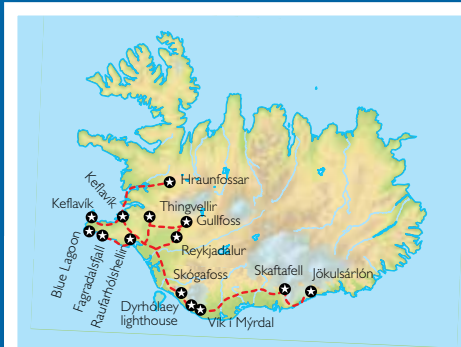 Hraunfossar
Keflavík
Thingvellir
Keflavík
Gullfoss
Blue Lagoon
Fagradalsfjall
Raufarhólshellir
Reykjadalur
Skógafoss
Skaftafell
Jökulsárlón
Dyrhólaey
lighthouse
Vík í Mýrdal